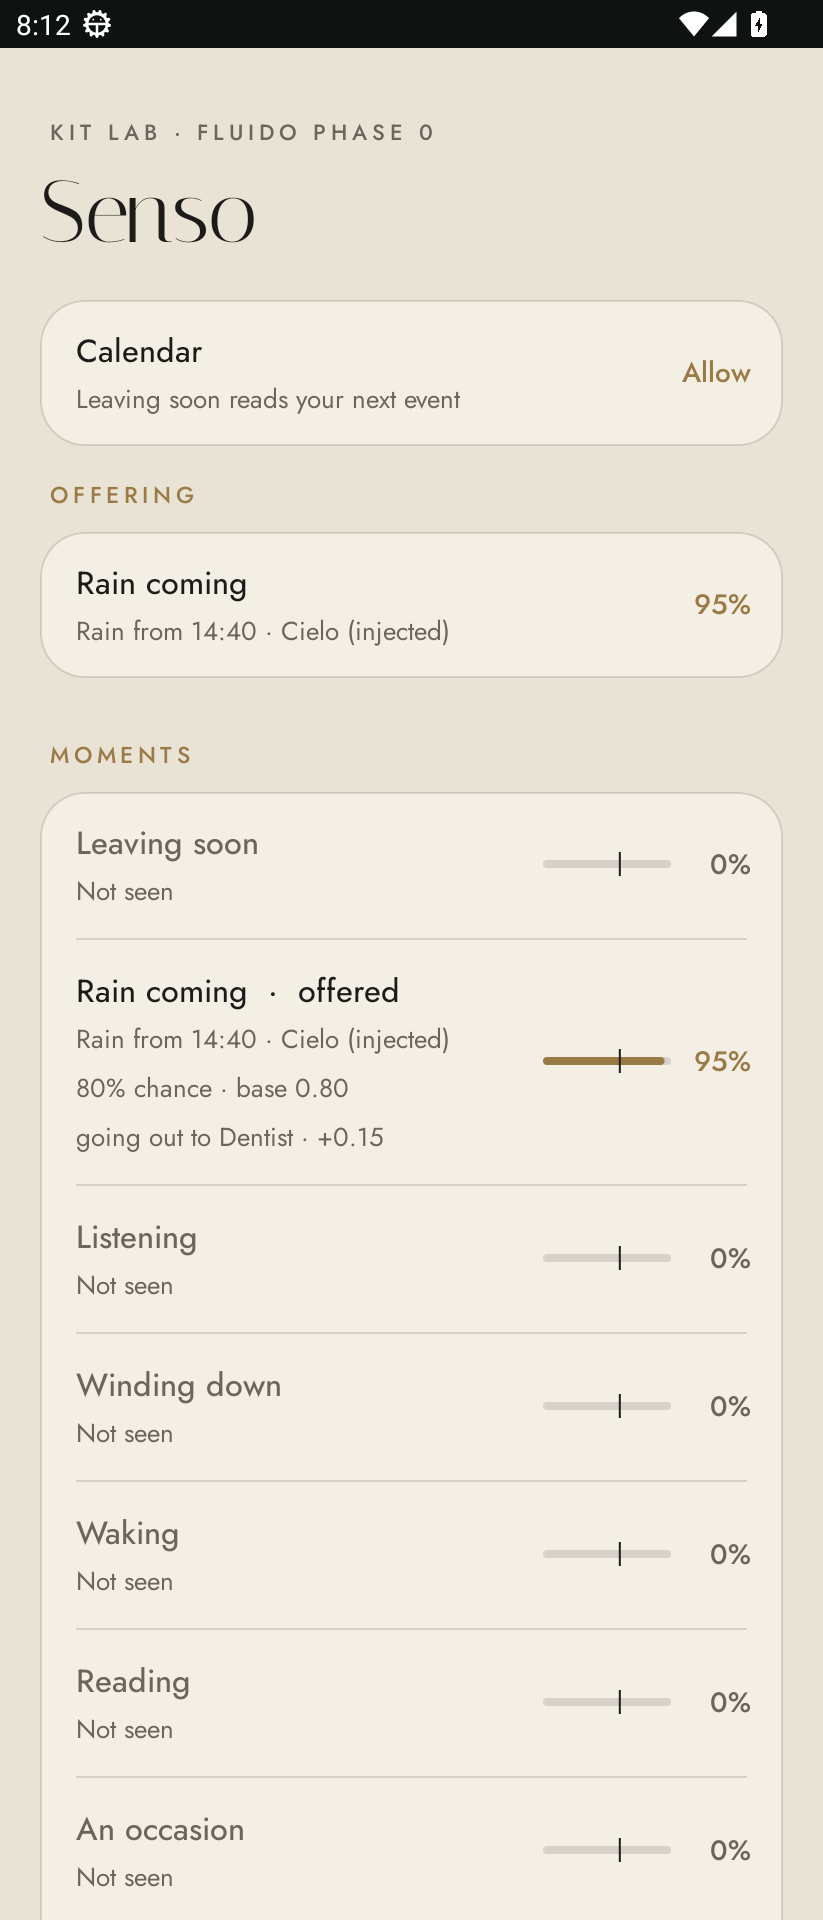 8:12
KIT LAB · FLUIDO PHASE 0
Senso
Calendar
Leaving soon reads your next event
Allow
OFFERING
Rain coming
Rain from 14:40 · Cielo (injected)
95%
MOMENTS
Leaving soon
Not seen
0%
Rain coming · offered
Rain from 14:40 · Cielo (injected)
80% chance · base 0.80
going out to Dentist · +0.15
95%
Listening
Not seen
0%
Winding down
Not seen
0%
Waking
Not seen
0%
Reading
Not seen
0%
An occasion
Not seen
0%